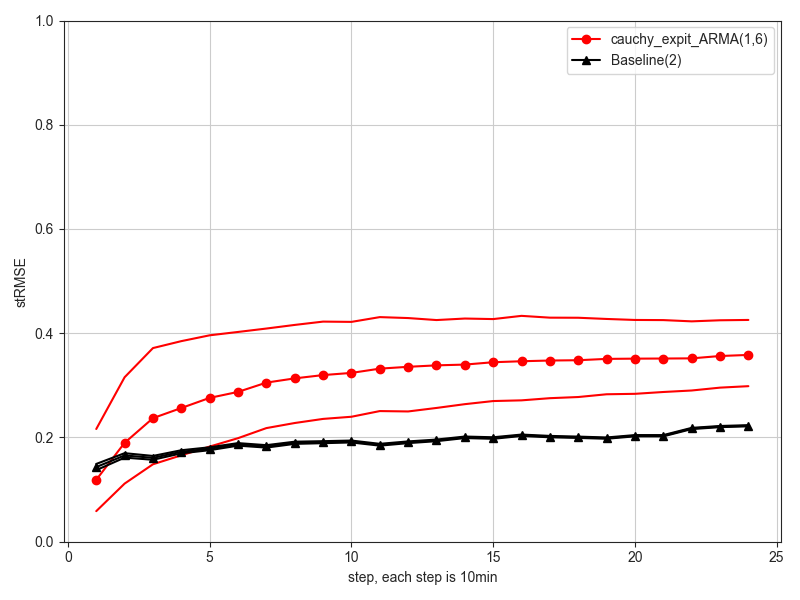 cauchy_expit_ARMA(1,6)
Baseline(2)
1.0
0.8
0.6
0.4
0.2
0.0
stRMSE
0 5 10 15 20 25
step, each step is 10min